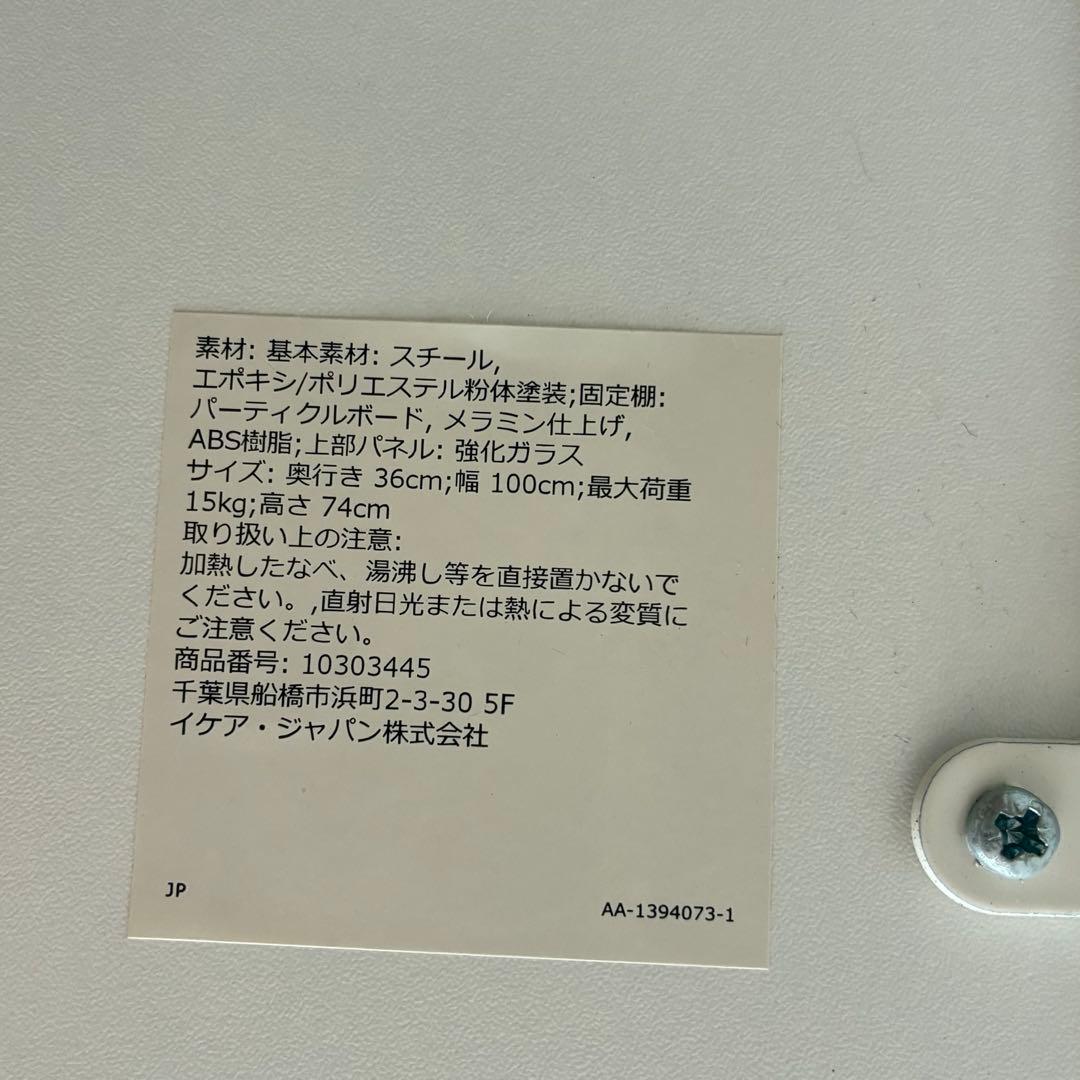 素材: 基本素材: スチール,
エポキシ/ポリエステル粉体塗装;固定棚:
パーティクルボード, メラミン仕上げ,
ABS樹脂;上部パネル: 強化ガラス
サイズ: 奥行き 36cm;幅 100cm;最大荷重
15kg;高さ 74cm
取り扱い上の注意:
加熱したなべ、湯沸し等を直接置かないで
ください。,直射日光または熱による変質に
ご注意ください。
商品番号: 10303445
千葉県船橋市浜町2-3-30 5F
イケア・ジャパン株式会社
JP
AA-1394073-1